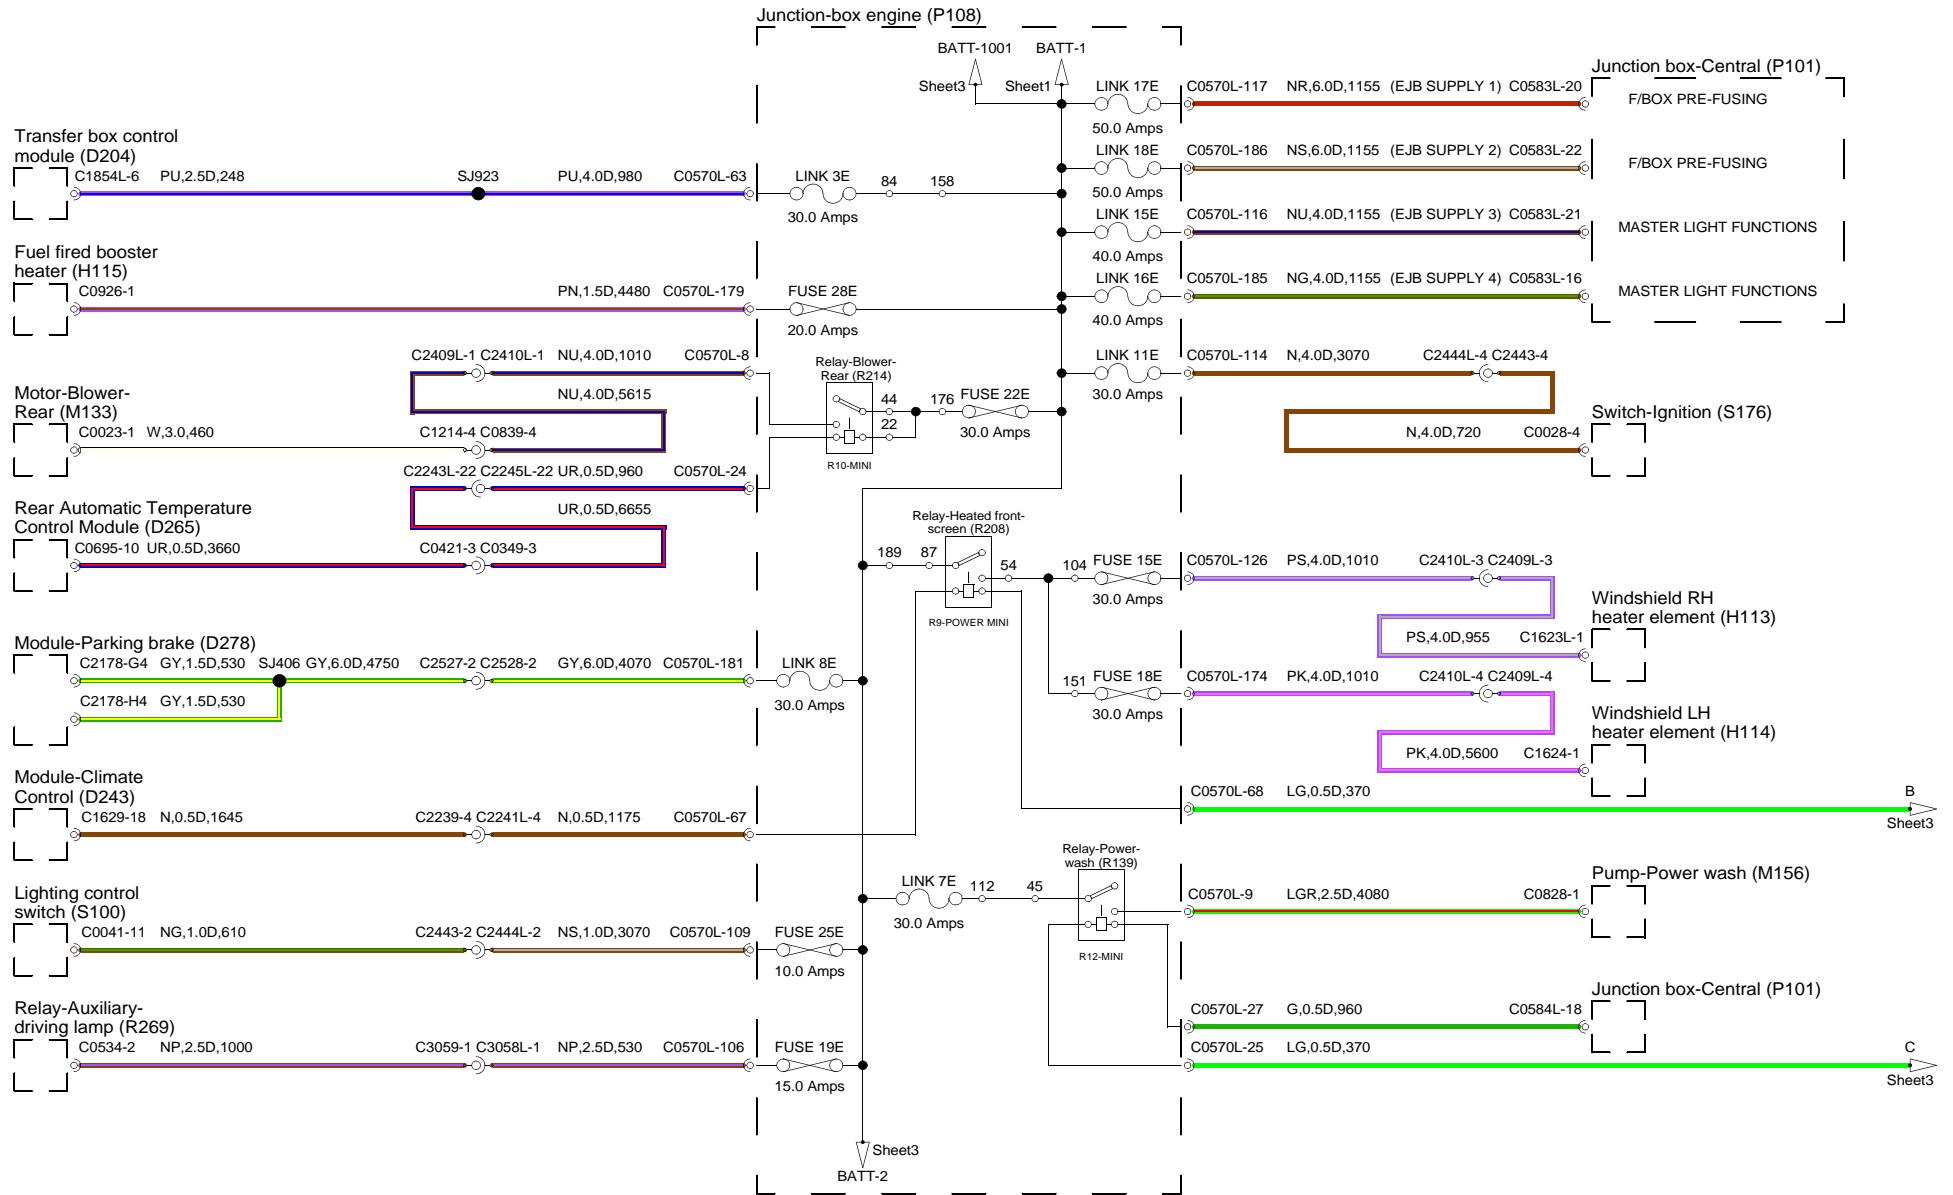 Junction-box engine (P108)
BATT-1001 BATT-1
Sheet3 Sheet1
LINK 17E
50.0 Amps
C0570L-117 NR,6.0D,1155 (EJB SUPPLY 1) C0583L-20
Junction box-Central (P101)
F/BOX PRE-FUSING
LINK 18E
50.0 Amps
C0570L-186 NS,6.0D,1155 (EJB SUPPLY 2) C0583L-22
F/BOX PRE-FUSING
LINK 15E
40.0 Amps
C0570L-116 NU,4.0D,1155 (EJB SUPPLY 3) C0583L-21
MASTER LIGHT FUNCTIONS
LINK 16E
40.0 Amps
C0570L-185 NG,4.0D,1155 (EJB SUPPLY 4) C0583L-16
MASTER LIGHT FUNCTIONS
Transfer box control
module (D204)
C1854L-6 PU,2.5D,248 SJ923 PU,4.0D,980 C0570L-63
LINK 3E
30.0 Amps
84 158
Fuel fired booster
heater (H115)
C0926-1 PN,1.5D,4480 C0570L-179
FUSE 28E
20.0 Amps
C2409L-1 C2410L-1 NU,4.0D,1010 C0570L-8
NU,4.0D,5615
Motor-Blower-
Rear (M133)
C0023-1 W,3.0,460 C1214-4 C0839-4
Relay-Blower-
Rear (R214)
44 176
22
R10-MINI
FUSE 22E
30.0 Amps
LINK 11E
30.0 Amps
C0570L-114 N,4.0D,3070 C2444L-4 C2443-4
Switch-Ignition (S176)
N,4.0D,720 C0028-4
C2243L-22 C2245L-22 UR,0.5D,960 C0570L-24
UR,0.5D,6655
Rear Automatic Temperature
Control Module (D265)
C0695-10 UR,0.5D,3660 C0421-3 C0349-3
Relay-Heated front-
screen (R208)
189 87 54 104
R9-POWER MINI
FUSE 15E
30.0 Amps
C0570L-126 PS,4.0D,1010 C2410L-3 C2409L-3
Windshield RH
heater element (H113)
PS,4.0D,955 C1623L-1
151
FUSE 18E
30.0 Amps
C0570L-174 PK,4.0D,1010 C2410L-4 C2409L-4
Windshield LH
heater element (H114)
PK,4.0D,5600 C1624-1
Module-Parking brake (D278)
C2178-G4 GY,1.5D,530 SJ406 GY,6.0D,4750 C2527-2 C2528-2 GY,6.0D,4070 C0570L-181
C2178-H4 GY,1.5D,530
LINK 8E
30.0 Amps
C0570L-68 LG,0.5D,370 B
Sheet3
Module-Climate
Control (D243)
C1629-18 N,0.5D,1645 C2239-4 C2241L-4 N,0.5D,1175 C0570L-67
Relay-Power-
wash (R139)
LINK 7E
30.0 Amps
112 45
R12-MINI
C0570L-9 LGR,2.5D,4080 C0828-1
Pump-Power wash (M156)
Lighting control
switch (S100)
C0041-11 NG,1.0D,610 C2443-2 C2444L-2 NS,1.0D,3070 C0570L-109
FUSE 25E
10.0 Amps
Junction box-Central (P101)
C0570L-27 G,0.5D,960 C0584L-18
C0570L-25 LG,0.5D,370 C
Sheet3
Relay-Auxiliary-
driving lamp (R269)
C0534-2 NP,2.5D,1000 C3059-1 C3058L-1 NP,2.5D,530 C0570L-106
FUSE 19E
15.0 Amps
Sheet3
BATT-2